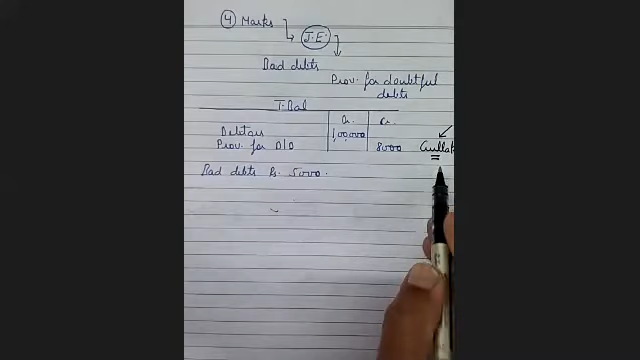 ④ Marks
J.E.
Bad debts
Prov. for doubtful
debts
T.Bal
Dr. Cr.
Debtors 1,00,000
Prov. for D/D 8000 Gullak
Bad debts Rs. 5000.